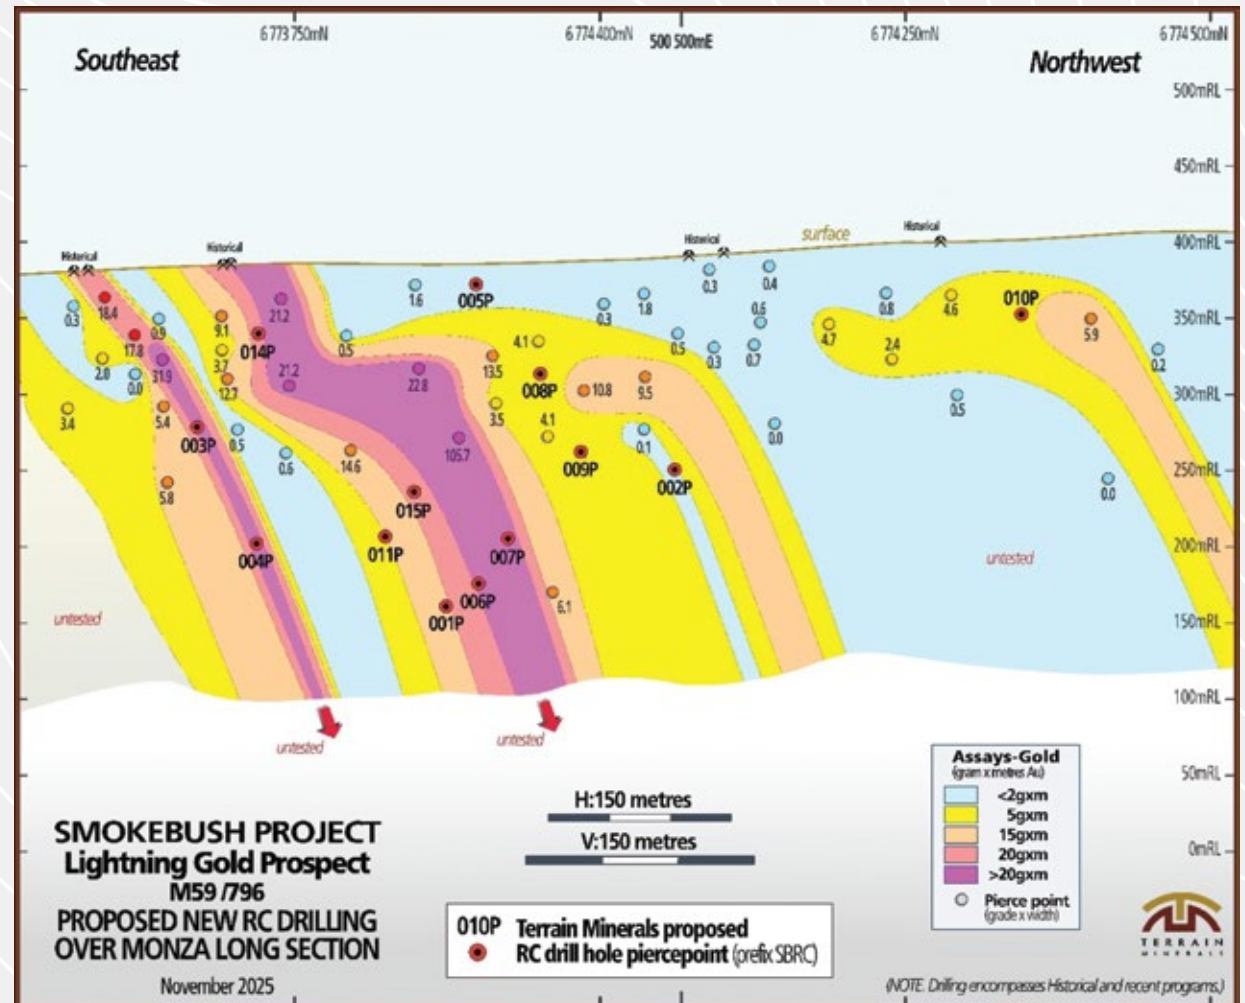 6 773 750mN
6 774 400mN
500 500mE
6 774 250mN
6 774 500mN
Southeast
Northwest
500mRL
450mRL
400mRL
350mRL
300mRL
250mRL
200mRL
150mRL
100mRL
50mRL
0mRL
Historical
Historical
Historical
Historical
surface
0.3
18.4
17.8
0.9
2.0
0.0
31.9
3.4
5.4
003P
5.8
004P
9.1
3.7
12.7
0.5
0.6
21.2
014P
21.2
0.5
14.6
1.6
005P
22.8
105.7
015P
011P
001P
006P
007P
13.5
3.5
4.1
008P
4.1
009P
6.1
10.8
9.5
0.3
1.8
0.1
002P
0.5
0.3
0.3
0.4
0.6
0.7
0.0
4.7
0.8
2.4
4.6
0.5
010P
5.9
0.2
0.0
untested
untested
untested
untested
H:150 metres
V:150 metres
SMOKEBUSH PROJECT
Lightning Gold Prospect
M59 /796
PROPOSED NEW RC DRILLING
OVER MONZA LONG SECTION
November 2025
010P Terrain Minerals proposed
RC drill hole piercepoint (prefix SBRC)
Assays-Gold
(gram x metres Au)
<2gxm
5gxm
15gxm
20gxm
>20gxm
Pierce point
(grade x width)
TERRAIN
MINERALS
(NOTE. Drilling encompasses Historical and recent programs,)